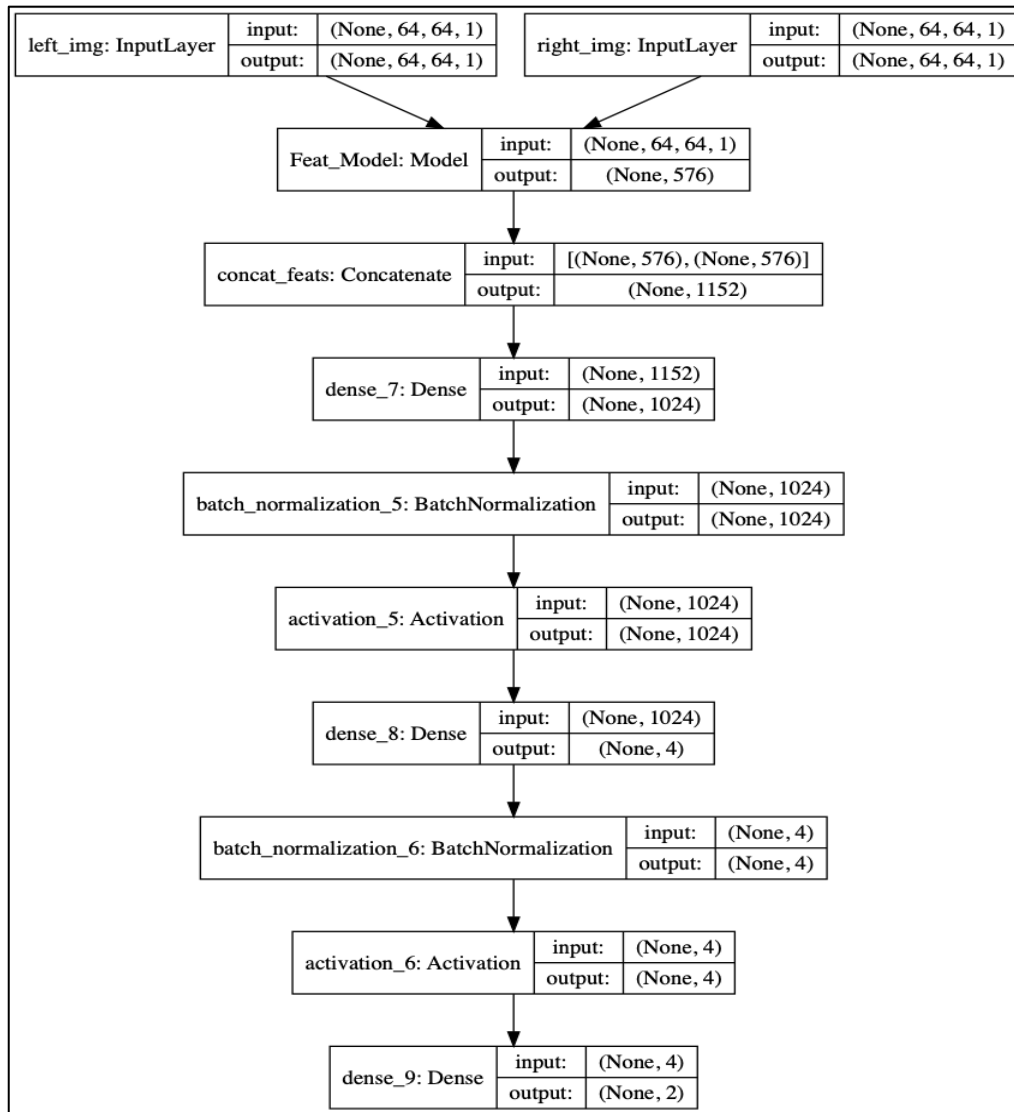 left_img: InputLayer input: (None, 64, 64, 1)
output: (None, 64, 64, 1)
right_img: InputLayer input: (None, 64, 64, 1)
output: (None, 64, 64, 1)
Feat_Model: Model input: (None, 64, 64, 1)
output: (None, 576)
concat_feats: Concatenate input: [(None, 576), (None, 576)]
output: (None, 1152)
dense_7: Dense input: (None, 1152)
output: (None, 1024)
batch_normalization_5: BatchNormalization input: (None, 1024)
output: (None, 1024)
activation_5: Activation input: (None, 1024)
output: (None, 1024)
dense_8: Dense input: (None, 1024)
output: (None, 4)
batch_normalization_6: BatchNormalization input: (None, 4)
output: (None, 4)
activation_6: Activation input: (None, 4)
output: (None, 4)
dense_9: Dense input: (None, 4)
output: (None, 2)